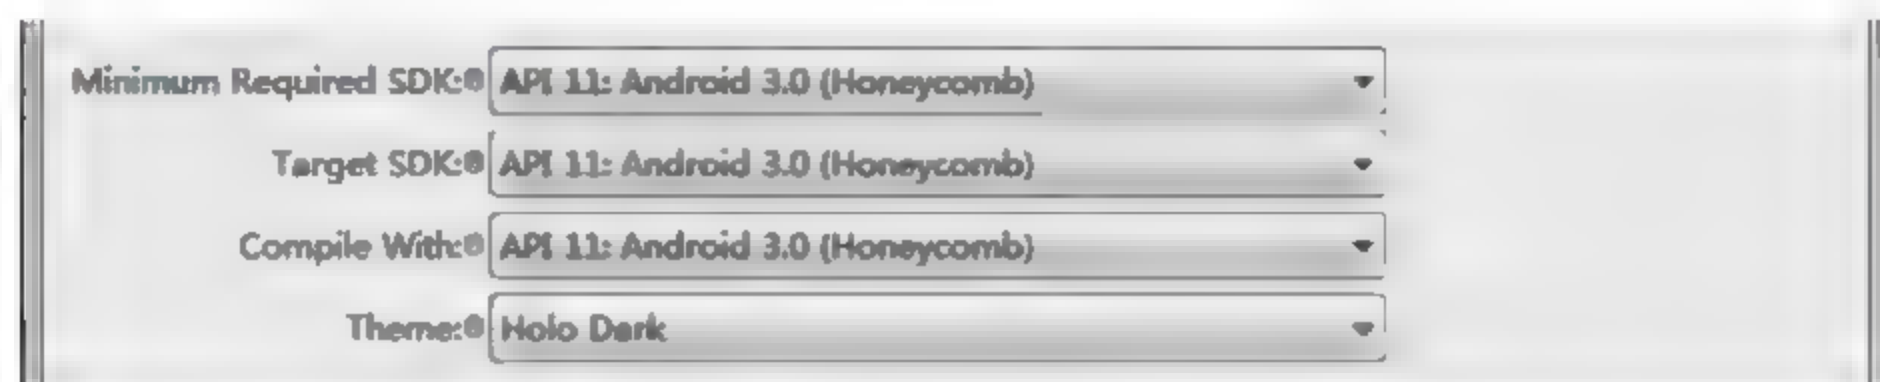 Minimum Required SDK: API 11: Android 3.0 (Honeycomb)
Target SDK: API 11: Android 3.0 (Honeycomb)
Compile With: API 11: Android 3.0 (Honeycomb)
Theme: Holo Dark